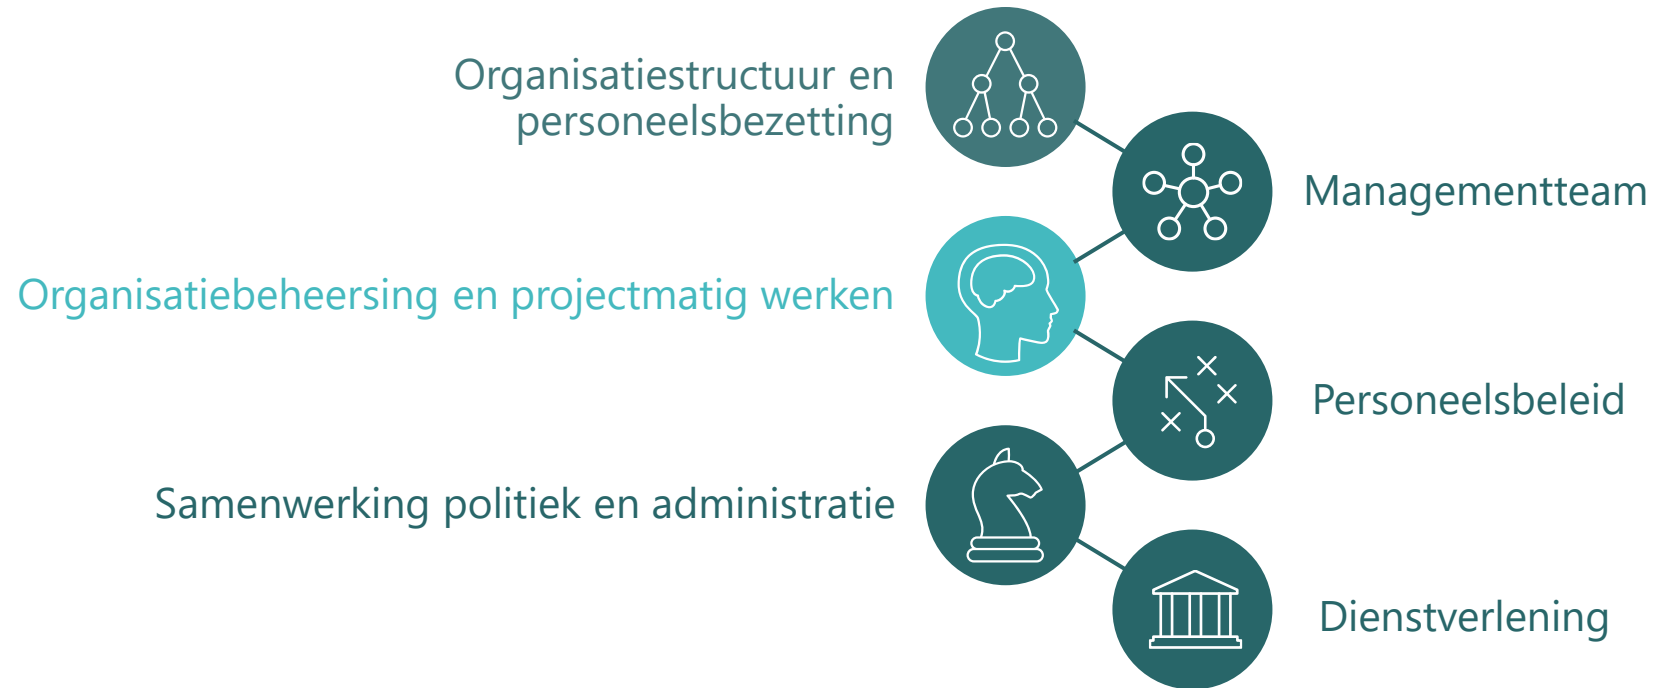 Organisatiestructuur en
personeelsbezetting
Managementteam
Organisatiebeheersing en projectmatig werken
Personeelsbeleid
Samenwerking politiek en administratie
Dienstverlening